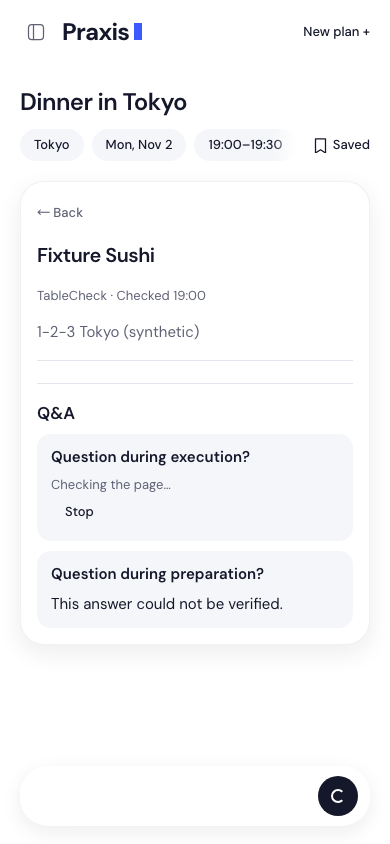 Praxis
New plan +
Dinner in Tokyo
Tokyo
Mon, Nov 2
19:00–19:30
Saved
← Back
Fixture Sushi
TableCheck · Checked 19:00
1-2-3 Tokyo (synthetic)
Q&A
Question during execution?
Checking the page…
Stop
Question during preparation?
This answer could not be verified.